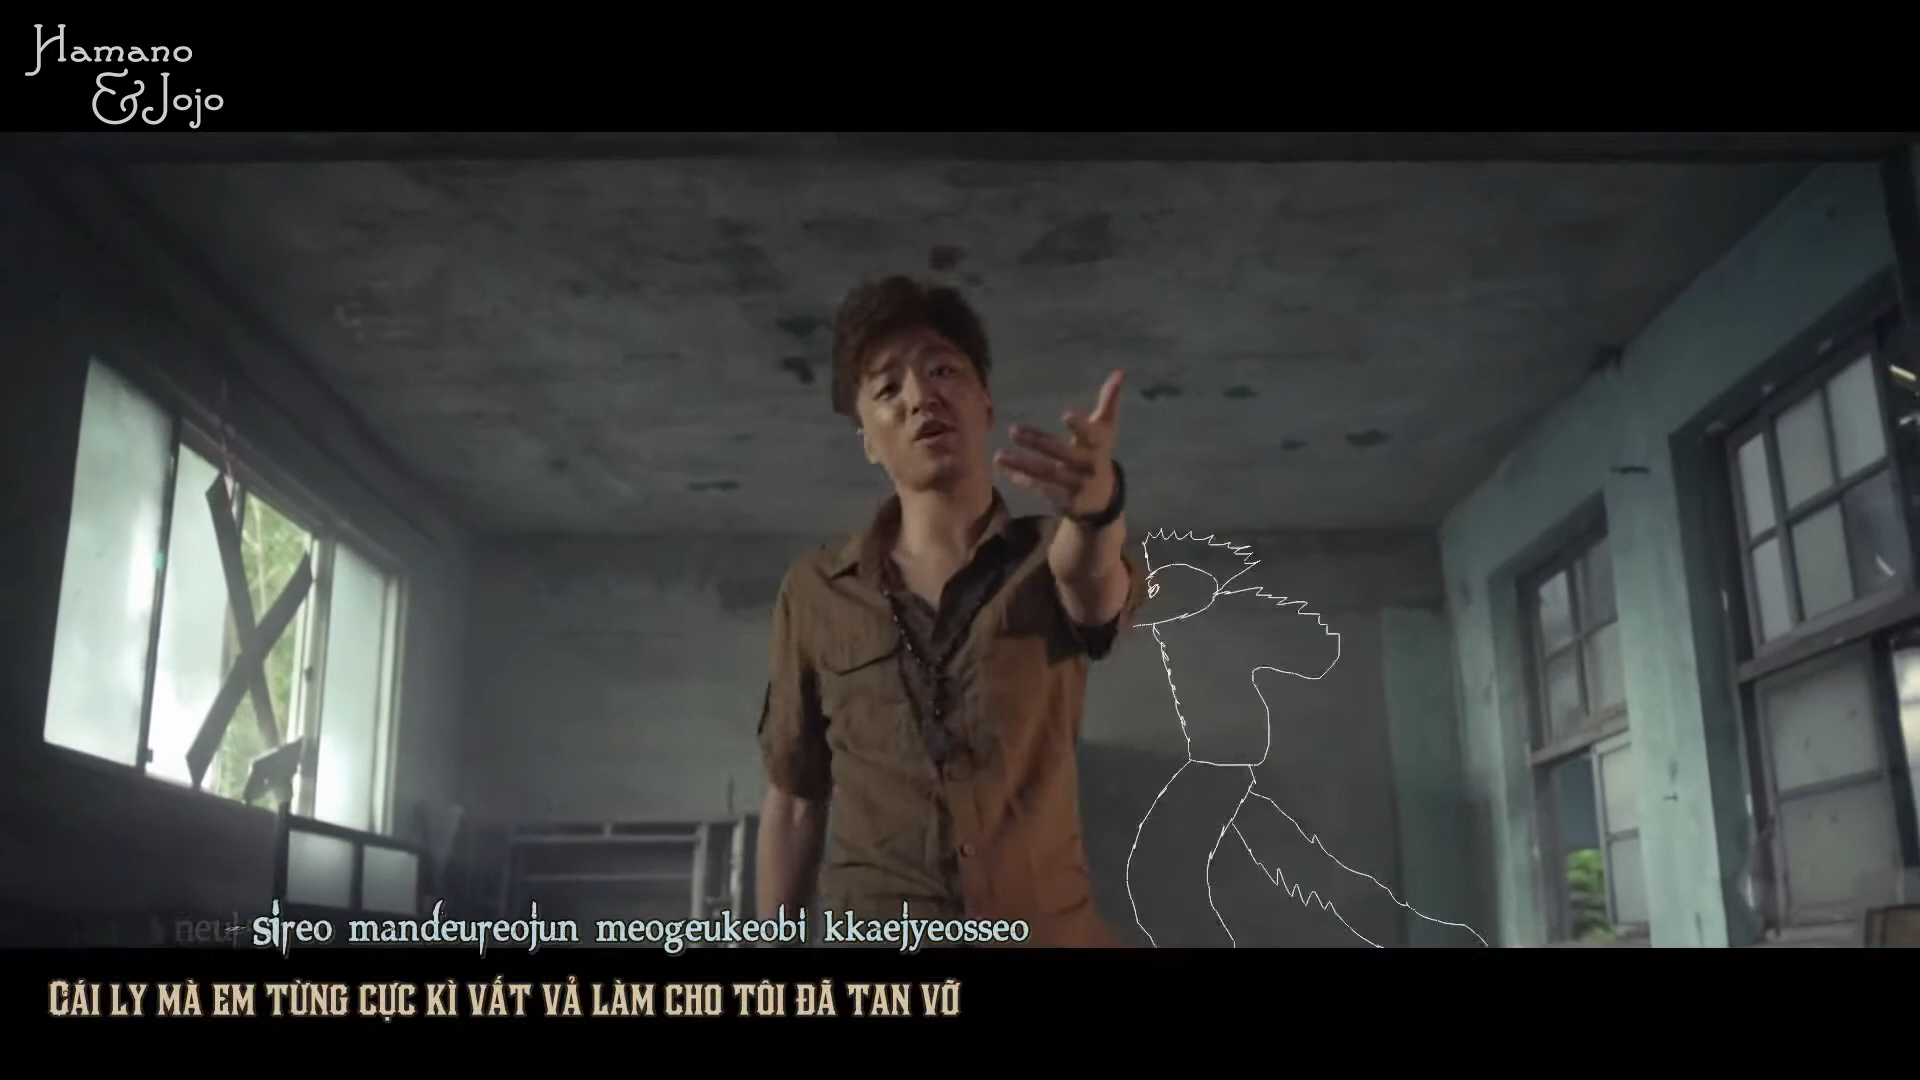 Hamano
&Jojo
sireo mandeureojun meogeukeobi kkaejyeosseo
Cái ly mà em từng cực kì vất vả làm cho tôi đã tan vỡ